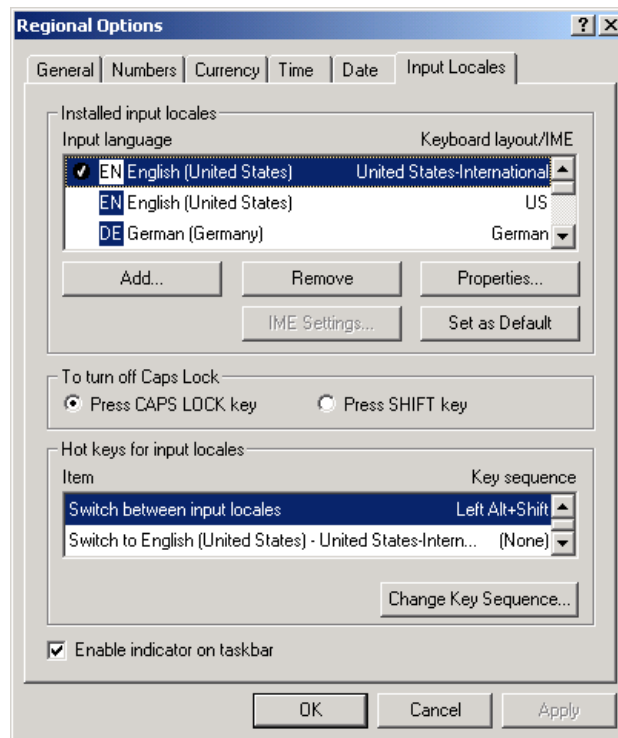 Regional Options
General Numbers Currency Time Date Input Locales
Installed input locales
Input language Keyboard layout/IME
EN English (United States) United States-International
EN English (United States) US
DE German (Germany) German
Add... Remove Properties...
IME Settings... Set as Default
To turn off Caps Lock
Press CAPS LOCK key Press SHIFT key
Hot keys for input locales
Item Key sequence
Switch between input locales Left Alt+Shift
Switch to English (United States) - United States-Intern... (None)
Change Key Sequence...
Enable indicator on taskbar
OK Cancel Apply